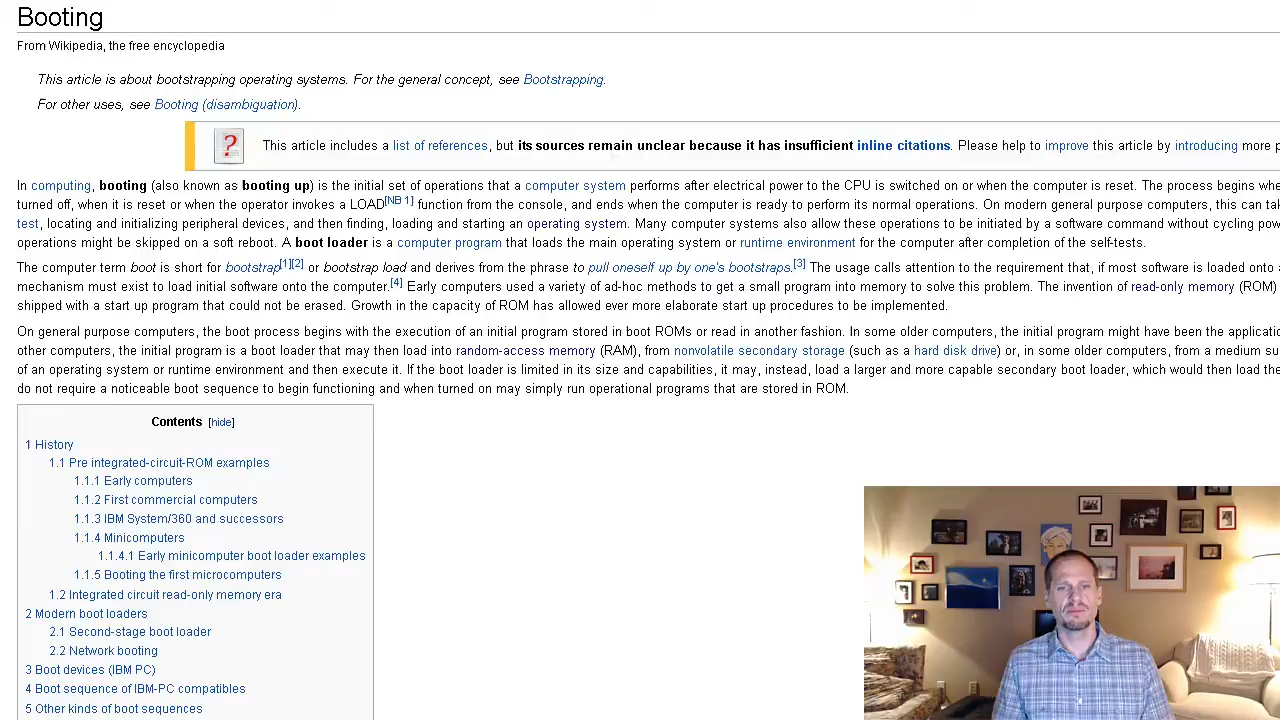 Booting
From Wikipedia, the free encyclopedia
This article is about bootstrapping operating systems. For the general concept, see Bootstrapping.
For other uses, see Booting (disambiguation).
? This article includes a list of references, but its sources remain unclear because it has insufficient inline citations. Please help to improve this article by introducing more p
In computing, booting (also known as booting up) is the initial set of operations that a computer system performs after electrical power to the CPU is switched on or when the computer is reset. The process begins whe
turned off, when it is reset or when the operator invokes a LOAD[NB 1] function from the console, and ends when the computer is ready to perform its normal operations. On modern general purpose computers, this can tak
test, locating and initializing peripheral devices, and then finding, loading and starting an operating system. Many computer systems also allow these operations to be initiated by a software command without cycling pow
operations might be skipped on a soft reboot. A boot loader is a computer program that loads the main operating system or runtime environment for the computer after completion of the self-tests.
The computer term boot is short for bootstrap[1][2] or bootstrap load and derives from the phrase to pull oneself up by one's bootstraps.[3] The usage calls attention to the requirement that, if most software is loaded onto
mechanism must exist to load initial software onto the computer.[4] Early computers used a variety of ad-hoc methods to get a small program into memory to solve this problem. The invention of read-only memory (ROM)
shipped with a start up program that could not be erased. Growth in the capacity of ROM has allowed ever more elaborate start up procedures to be implemented.
On general purpose computers, the boot process begins with the execution of an initial program stored in boot ROMs or read in another fashion. In some older computers, the initial program might have been the applicatio
other computers, the initial program is a boot loader that may then load into random-access memory (RAM), from nonvolatile secondary storage (such as a hard disk drive) or, in some older computers, from a medium su
of an operating system or runtime environment and then execute it. If the boot loader is limited in its size and capabilities, it may, instead, load a larger and more capable secondary boot loader, which would then load the
do not require a noticeable boot sequence to begin functioning and when turned on may simply run operational programs that are stored in ROM.
Contents [hide]
1 History
1.1 Pre integrated-circuit-ROM examples
1.1.1 Early computers
1.1.2 First commercial computers
1.1.3 IBM System/360 and successors
1.1.4 Minicomputers
1.1.4.1 Early minicomputer boot loader examples
1.1.5 Booting the first microcomputers
1.2 Integrated circuit read-only memory era
2 Modern boot loaders
2.1 Second-stage boot loader
2.2 Network booting
3 Boot devices (IBM PC)
4 Boot sequence of IBM-PC compatibles
5 Other kinds of boot sequences